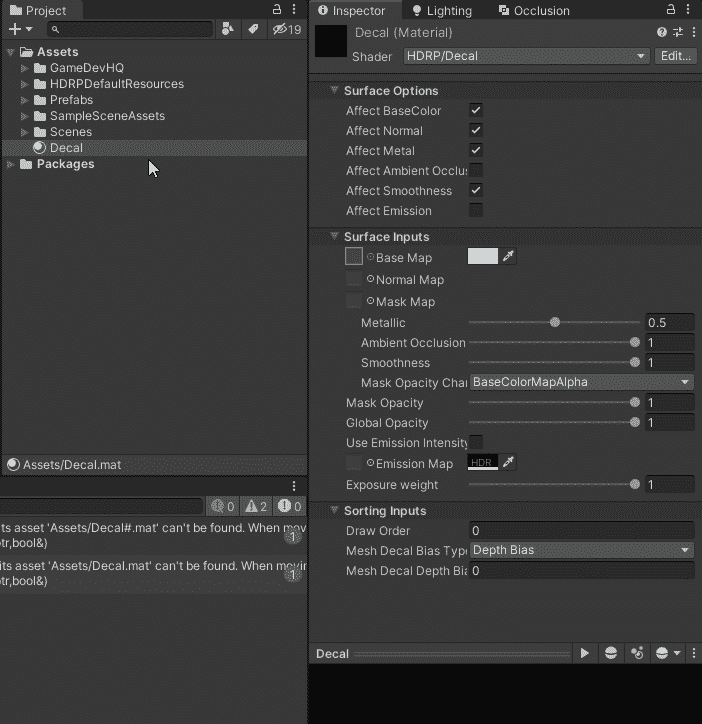 Project
19
Assets
GameDevHQ
HDRPDefaultResources
Prefabs
SampleSceneAssets
Scenes
Decal
Packages
Assets/Decal.mat
0 2 0
its asset 'Assets/Decal#.mat' can't be found. When mov
tr,bool&)
1
its asset 'Assets/Decal.mat' can't be found. When movin
tr,bool&)
1
Inspector Lighting Occlusion
Decal (Material)
Shader HDRP/Decal Edit...
Surface Options
Affect BaseColor
Affect Normal
Affect Metal
Affect Ambient Occlus
Affect Smoothness
Affect Emission
Surface Inputs
Base Map
Normal Map
Mask Map
Metallic 0.5
Ambient Occlusion 1
Smoothness 1
Mask Opacity Chan BaseColorMapAlpha
Mask Opacity 1
Global Opacity 1
Use Emission Intensity
Emission Map HDR
Exposure weight 1
Sorting Inputs
Draw Order 0
Mesh Decal Bias Type Depth Bias
Mesh Decal Depth Bia 0
Decal